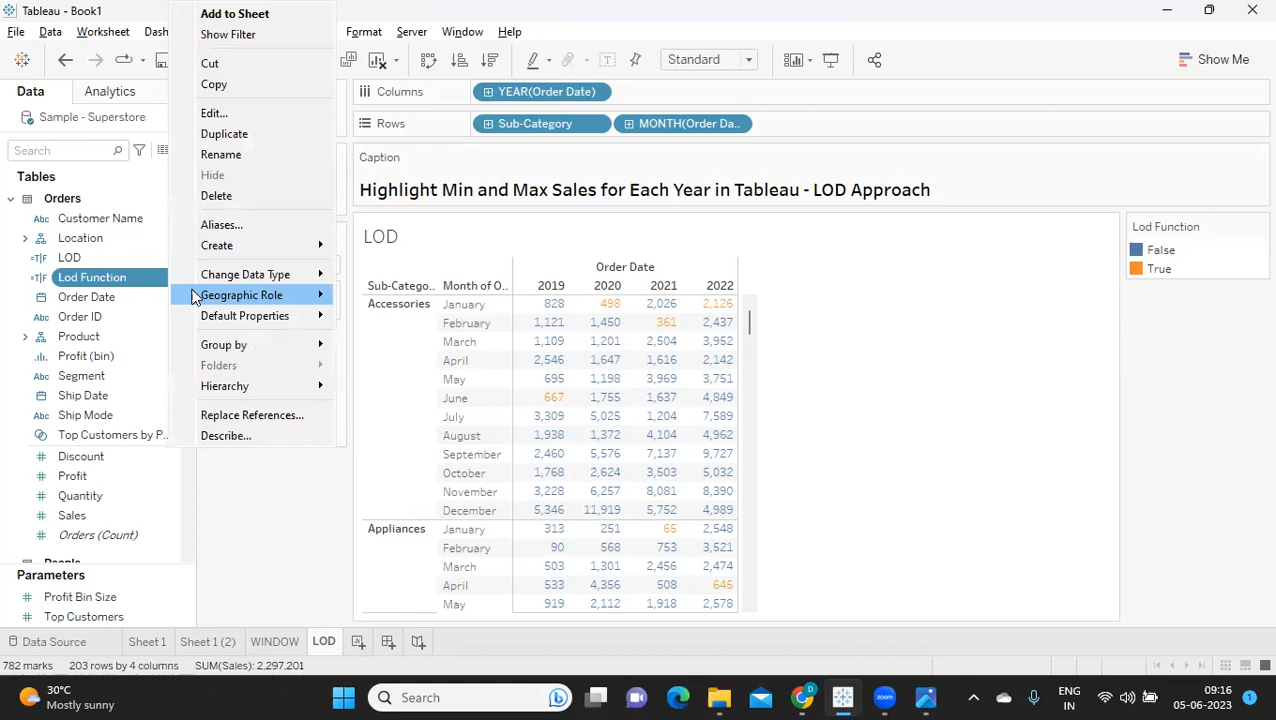 Tableau - Book1
File Data Worksheet Dash Format Server Window Help
Standard
Show Me
Data Analytics
Sample - Superstore
Search
Tables
Orders
Customer Name
Location
LOD
Lod Function
Order Date
Order ID
Product
Profit (bin)
Segment
Ship Date
Ship Mode
Top Customers by P...
Discount
Profit
Quantity
Sales
Orders (Count)
Parameters
Profit Bin Size
Top Customers
Add to Sheet
Show Filter
Cut
Copy
Edit...
Duplicate
Rename
Hide
Delete
Aliases...
Create
Change Data Type
Geographic Role
Default Properties
Group by
Folders
Hierarchy
Replace References...
Describe...
Columns YEAR(Order Date)
Rows Sub-Category MONTH(Order Da..
Caption
Highlight Min and Max Sales for Each Year in Tableau - LOD Approach
LOD
Order Date
Sub-Catego.. Month of O.. 2019 2020 2021 2022
Accessories January 828 498 2,026 2,126
February 1,121 1,450 361 2,437
March 1,109 1,201 2,504 3,952
April 2,546 1,647 1,616 2,142
May 695 1,198 3,969 3,751
June 667 1,755 1,637 4,849
July 3,309 5,025 1,204 7,589
August 1,938 1,372 4,104 4,962
September 2,460 5,576 7,137 9,727
October 1,768 2,624 3,503 5,032
November 3,228 6,257 8,081 8,390
December 5,346 11,919 5,752 4,989
Appliances January 313 251 65 2,548
February 90 568 753 3,521
March 503 1,301 2,456 2,474
April 533 4,356 508 645
May 919 2,112 1,918 2,578
Lod Function
False
True
Data Source Sheet 1 Sheet 1 (2) WINDOW LOD
782 marks 203 rows by 4 columns SUM(Sales): 2,297,201
30°C
Mostly sunny
Search
ENG
IN
09:16
05-06-2023
1